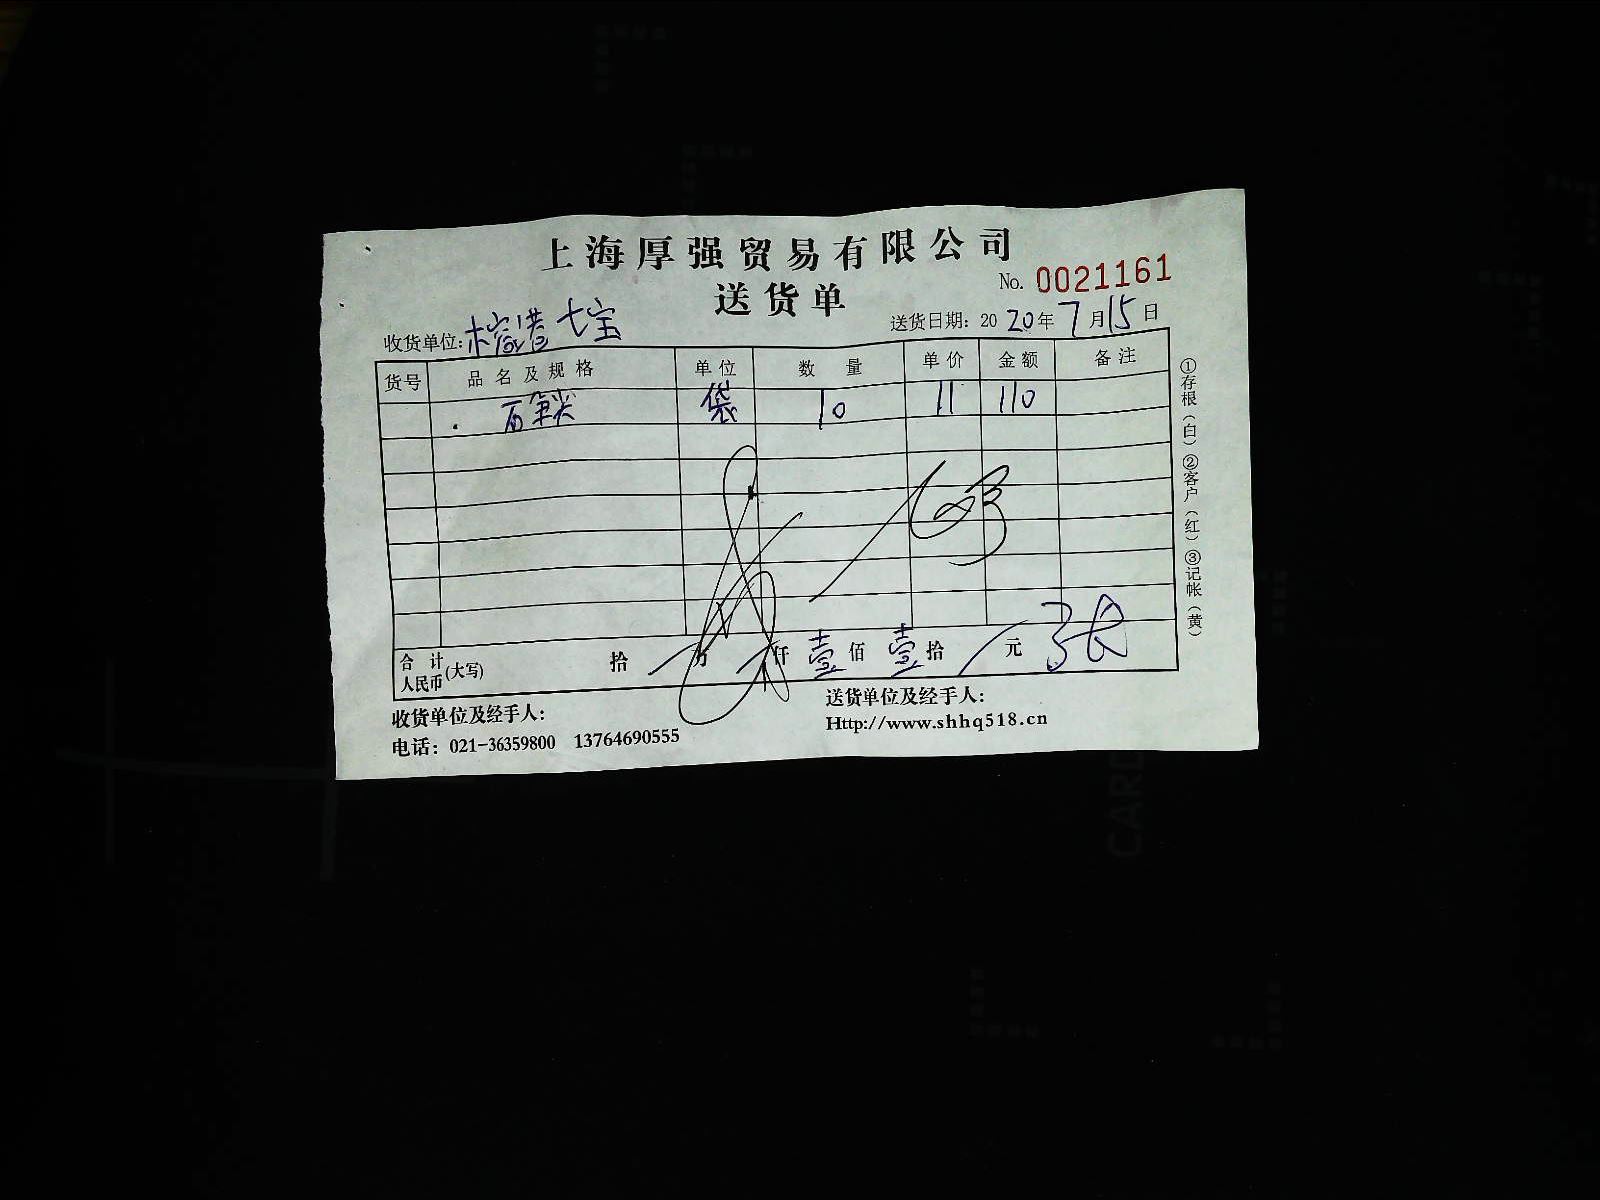 上海厚强贸易有限公司
送货单
No. 0021161
收货单位: 榕港七宝
送货日期: 2020年7月15日
货号 品名及规格 单位 数量 单价 金额 备注
袋 10 11 110
合计人民币(大写) 拾 万 仟 壹佰 壹拾 元 张
收货单位及经手人:
送货单位及经手人:
电话: 021-36359800 13764690555
Http://www.shhq518.cn
①存根(白)②客户(红)③记帐(黄)